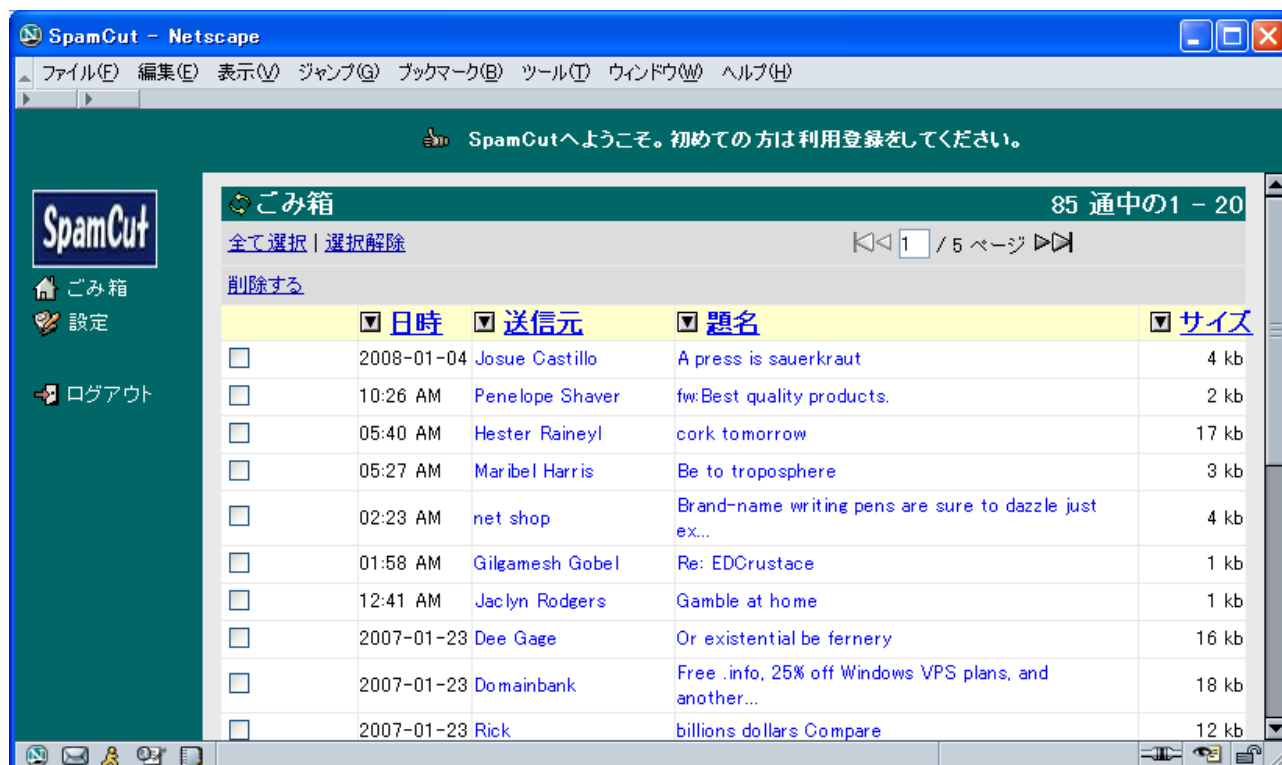 SpamCut - Netscape
ファイル(F) 編集(E) 表示(V) ジャンプ(G) ブックマーク(B) ツール(T) ウィンドウ(W) ヘルプ(H)
SpamCutへようこそ。初めての方は利用登録をしてください。
SpamCut
ごみ箱
設定
ログアウト
ごみ箱 85 通中の1 - 20
全て選択 | 選択解除 1 / 5 ページ
削除する
日時 送信元 題名 サイズ
2008-01-04 Josue Castillo A press is sauerkraut 4 kb
10:26 AM Penelope Shaver fw:Best quality products. 2 kb
05:40 AM Hester Raineyl cork tomorrow 17 kb
05:27 AM Maribel Harris Be to troposphere 3 kb
02:23 AM net shop Brand-name writing pens are sure to dazzle just
ex... 4 kb
01:58 AM Gilgamesh Gobel Re: EDCrustace 1 kb
12:41 AM Jaclyn Rodgers Gamble at home 1 kb
2007-01-23 Dee Gage Or existential be fernery 16 kb
2007-01-23 Domainbank Free .info, 25% off Windows VPS plans, and
another... 18 kb
2007-01-23 Rick billions dollars Compare 12 kb